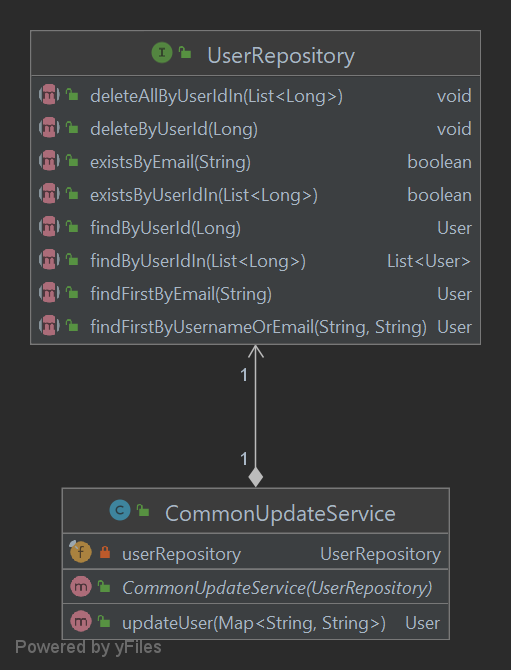 I UserRepository
m deleteAllByUserIdIn(List<Long>) void
m deleteByUserId(Long) void
m existsByEmail(String) boolean
m existsByUserIdIn(List<Long>) boolean
m findByUserId(Long) User
m findByUserIdIn(List<Long>) List<User>
m findFirstByEmail(String) User
m findFirstByUsernameOrEmail(String, String) User
1
1
C CommonUpdateService
f userRepository UserRepository
m CommonUpdateService(UserRepository)
m updateUser(Map<String, String>) User
Powered by yFiles